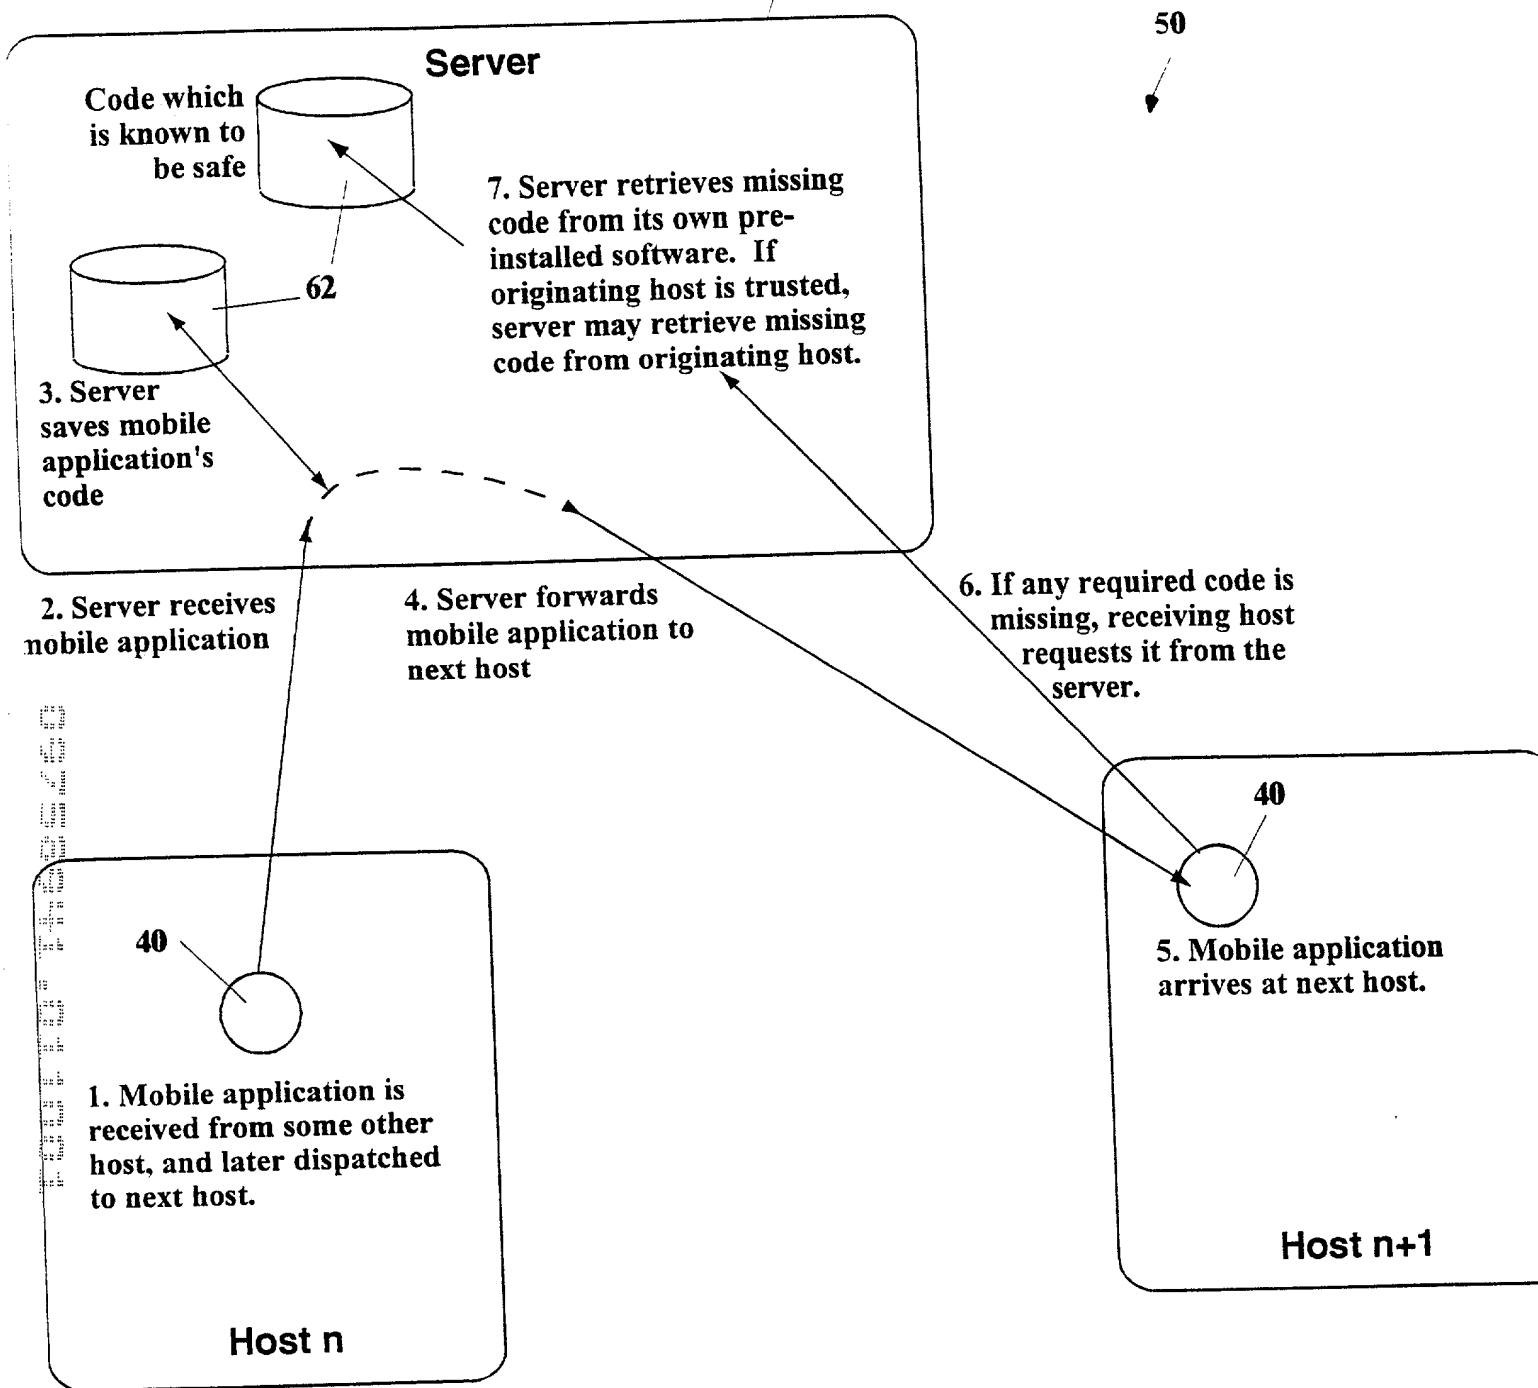 50
Server
Code which
is known to
be safe
7. Server retrieves missing
code from its own pre-
installed software. If
originating host is trusted,
server may retrieve missing
code from originating host.
62
3. Server
saves mobile
application's
code
2. Server receives
mobile application
4. Server forwards
mobile application to
next host
6. If any required code is
missing, receiving host
requests it from the
server.
40
5. Mobile application
arrives at next host.
Host n+1
40
1. Mobile application is
received from some other
host, and later dispatched
to next host.
Host n